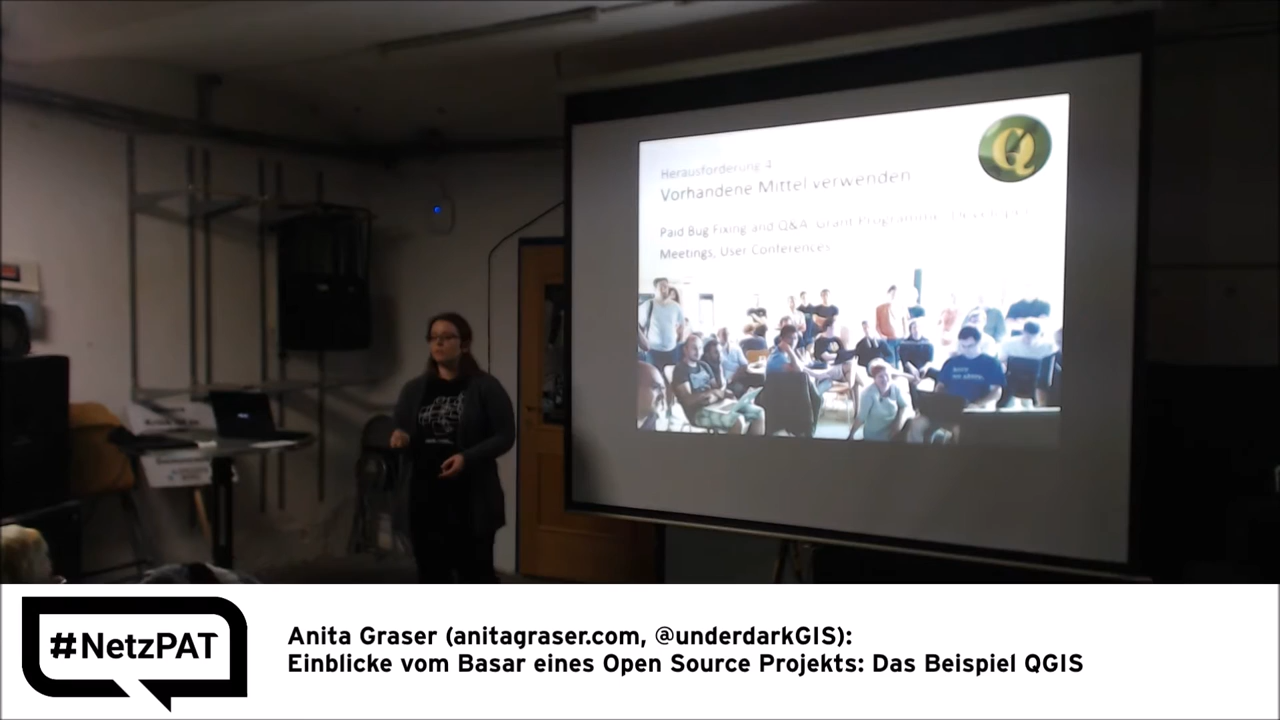 Herausforderung 4
Vorhandene Mittel verwenden
Paid Bug Fixing and Q&A, Grant Programme, Developer
Meetings, User Conferences
#NetzPAT
Anita Graser (anitagraser.com, @underdarkGIS):
Einblicke vom Basar eines Open Source Projekts: Das Beispiel QGIS